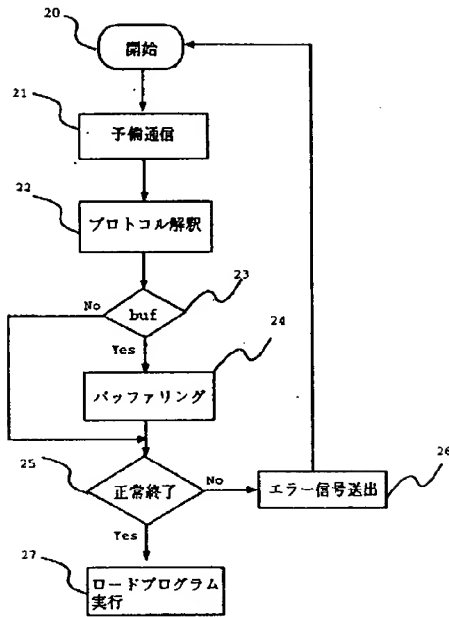 20
開始
21
予備通信
22
プロトコル解釈
23
No
buf
24
Yes
バッファリング
25
正常終了
No
エラー信号送出
26
Yes
27
ロードプログラム
実行